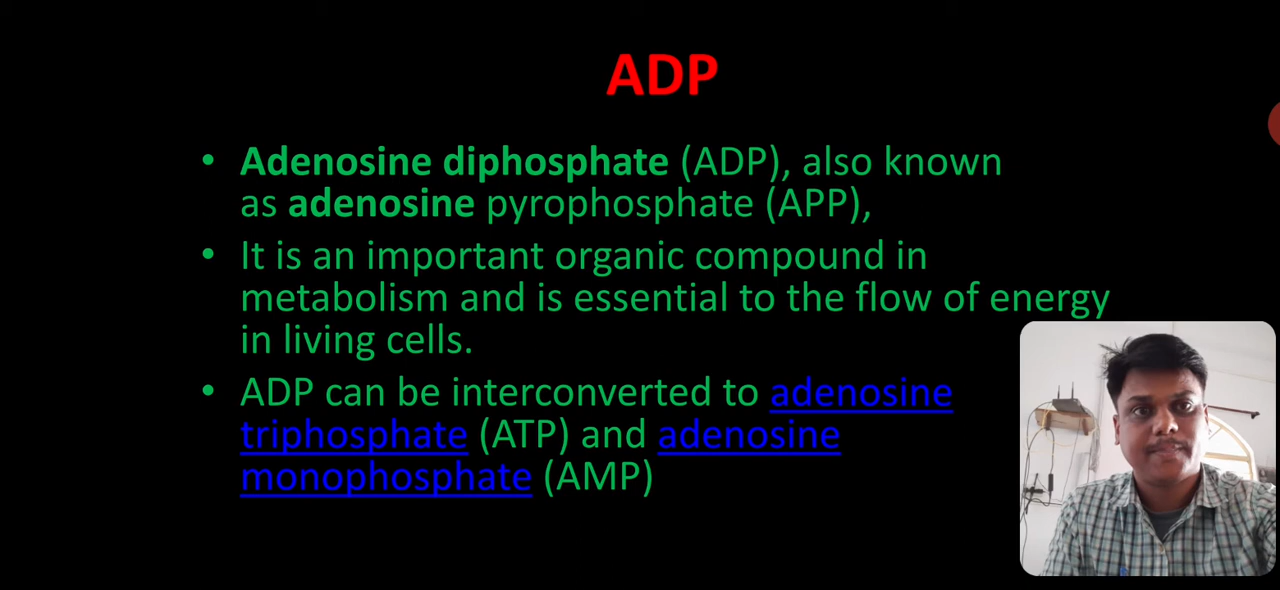 ADP
• Adenosine diphosphate (ADP), also known
as adenosine pyrophosphate (APP),
• It is an important organic compound in
metabolism and is essential to the flow of energy
in living cells.
• ADP can be interconverted to adenosine
triphosphate (ATP) and adenosine
monophosphate (AMP)